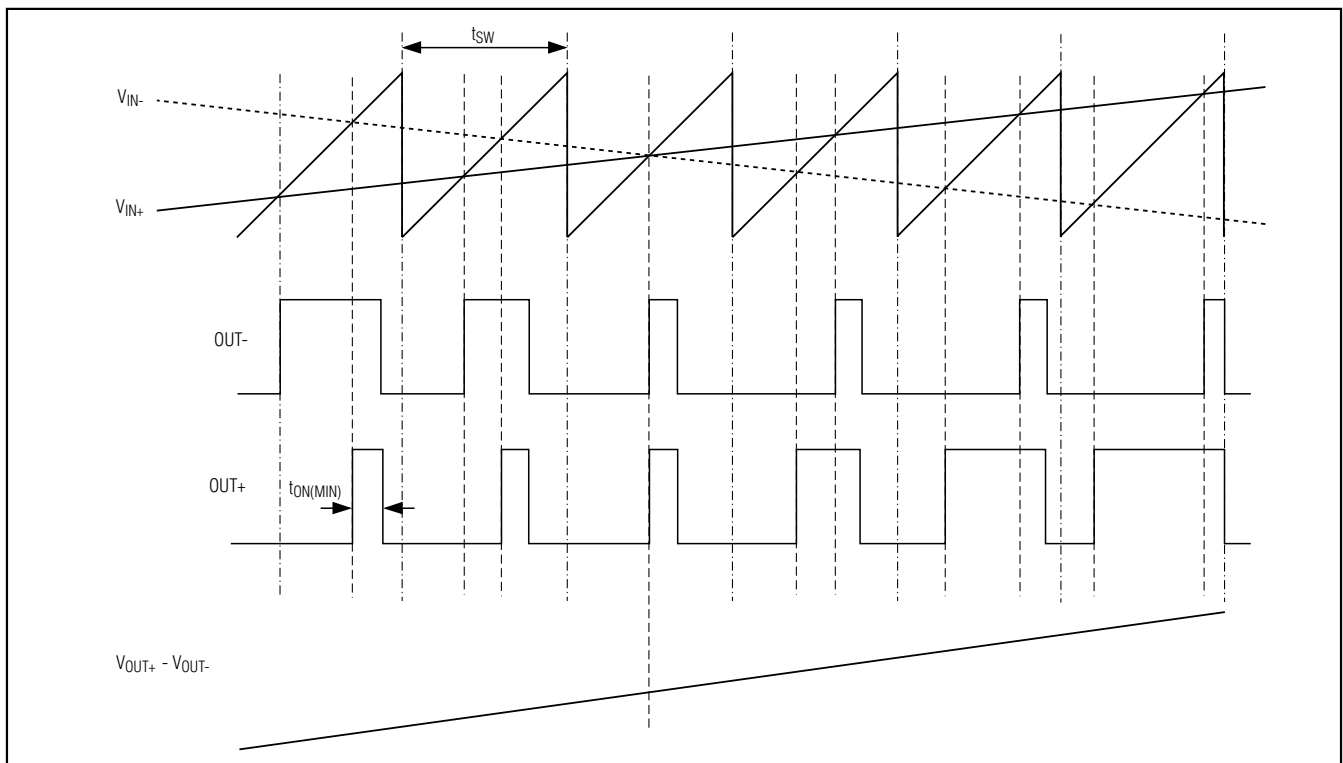 tSW
VIN-
VIN+
OUT-
OUT+
tON(MIN)
VOUT+ - VOUT-